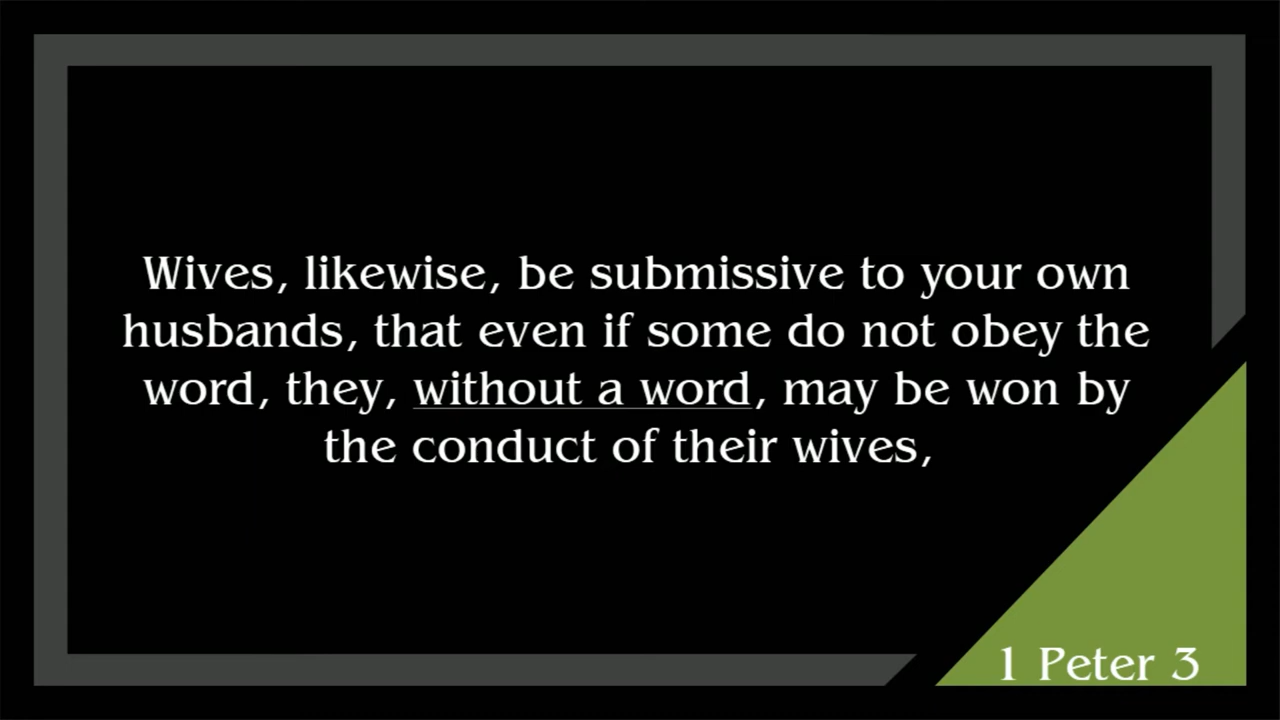 Wives, likewise, be submissive to your own
husbands, that even if some do not obey the
word, they, without a word, may be won by
the conduct of their wives,
1 Peter 3